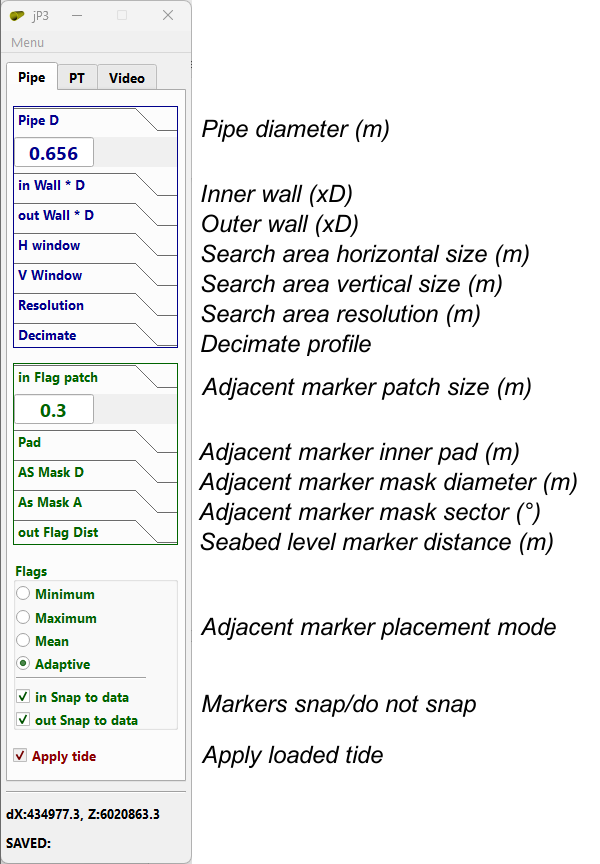 jP3
Menu
Pipe PT Video
Pipe D
Pipe diameter (m)
0.656
in Wall * D
Inner wall (xD)
out Wall * D
Outer wall (xD)
H window
Search area horizontal size (m)
V Window
Search area vertical size (m)
Resolution
Search area resolution (m)
Decimate
Decimate profile
in Flag patch
Adjacent marker patch size (m)
0.3
Pad
Adjacent marker inner pad (m)
AS Mask D
Adjacent marker mask diameter (m)
As Mask A
Adjacent marker mask sector (°)
out Flag Dist
Seabed level marker distance (m)
Flags
Minimum
Maximum
Mean
Adjacent marker placement mode
Adaptive
in Snap to data
Markers snap/do not snap
out Snap to data
Apply tide
Apply loaded tide
dX:434977.3, Z:6020863.3
SAVED: